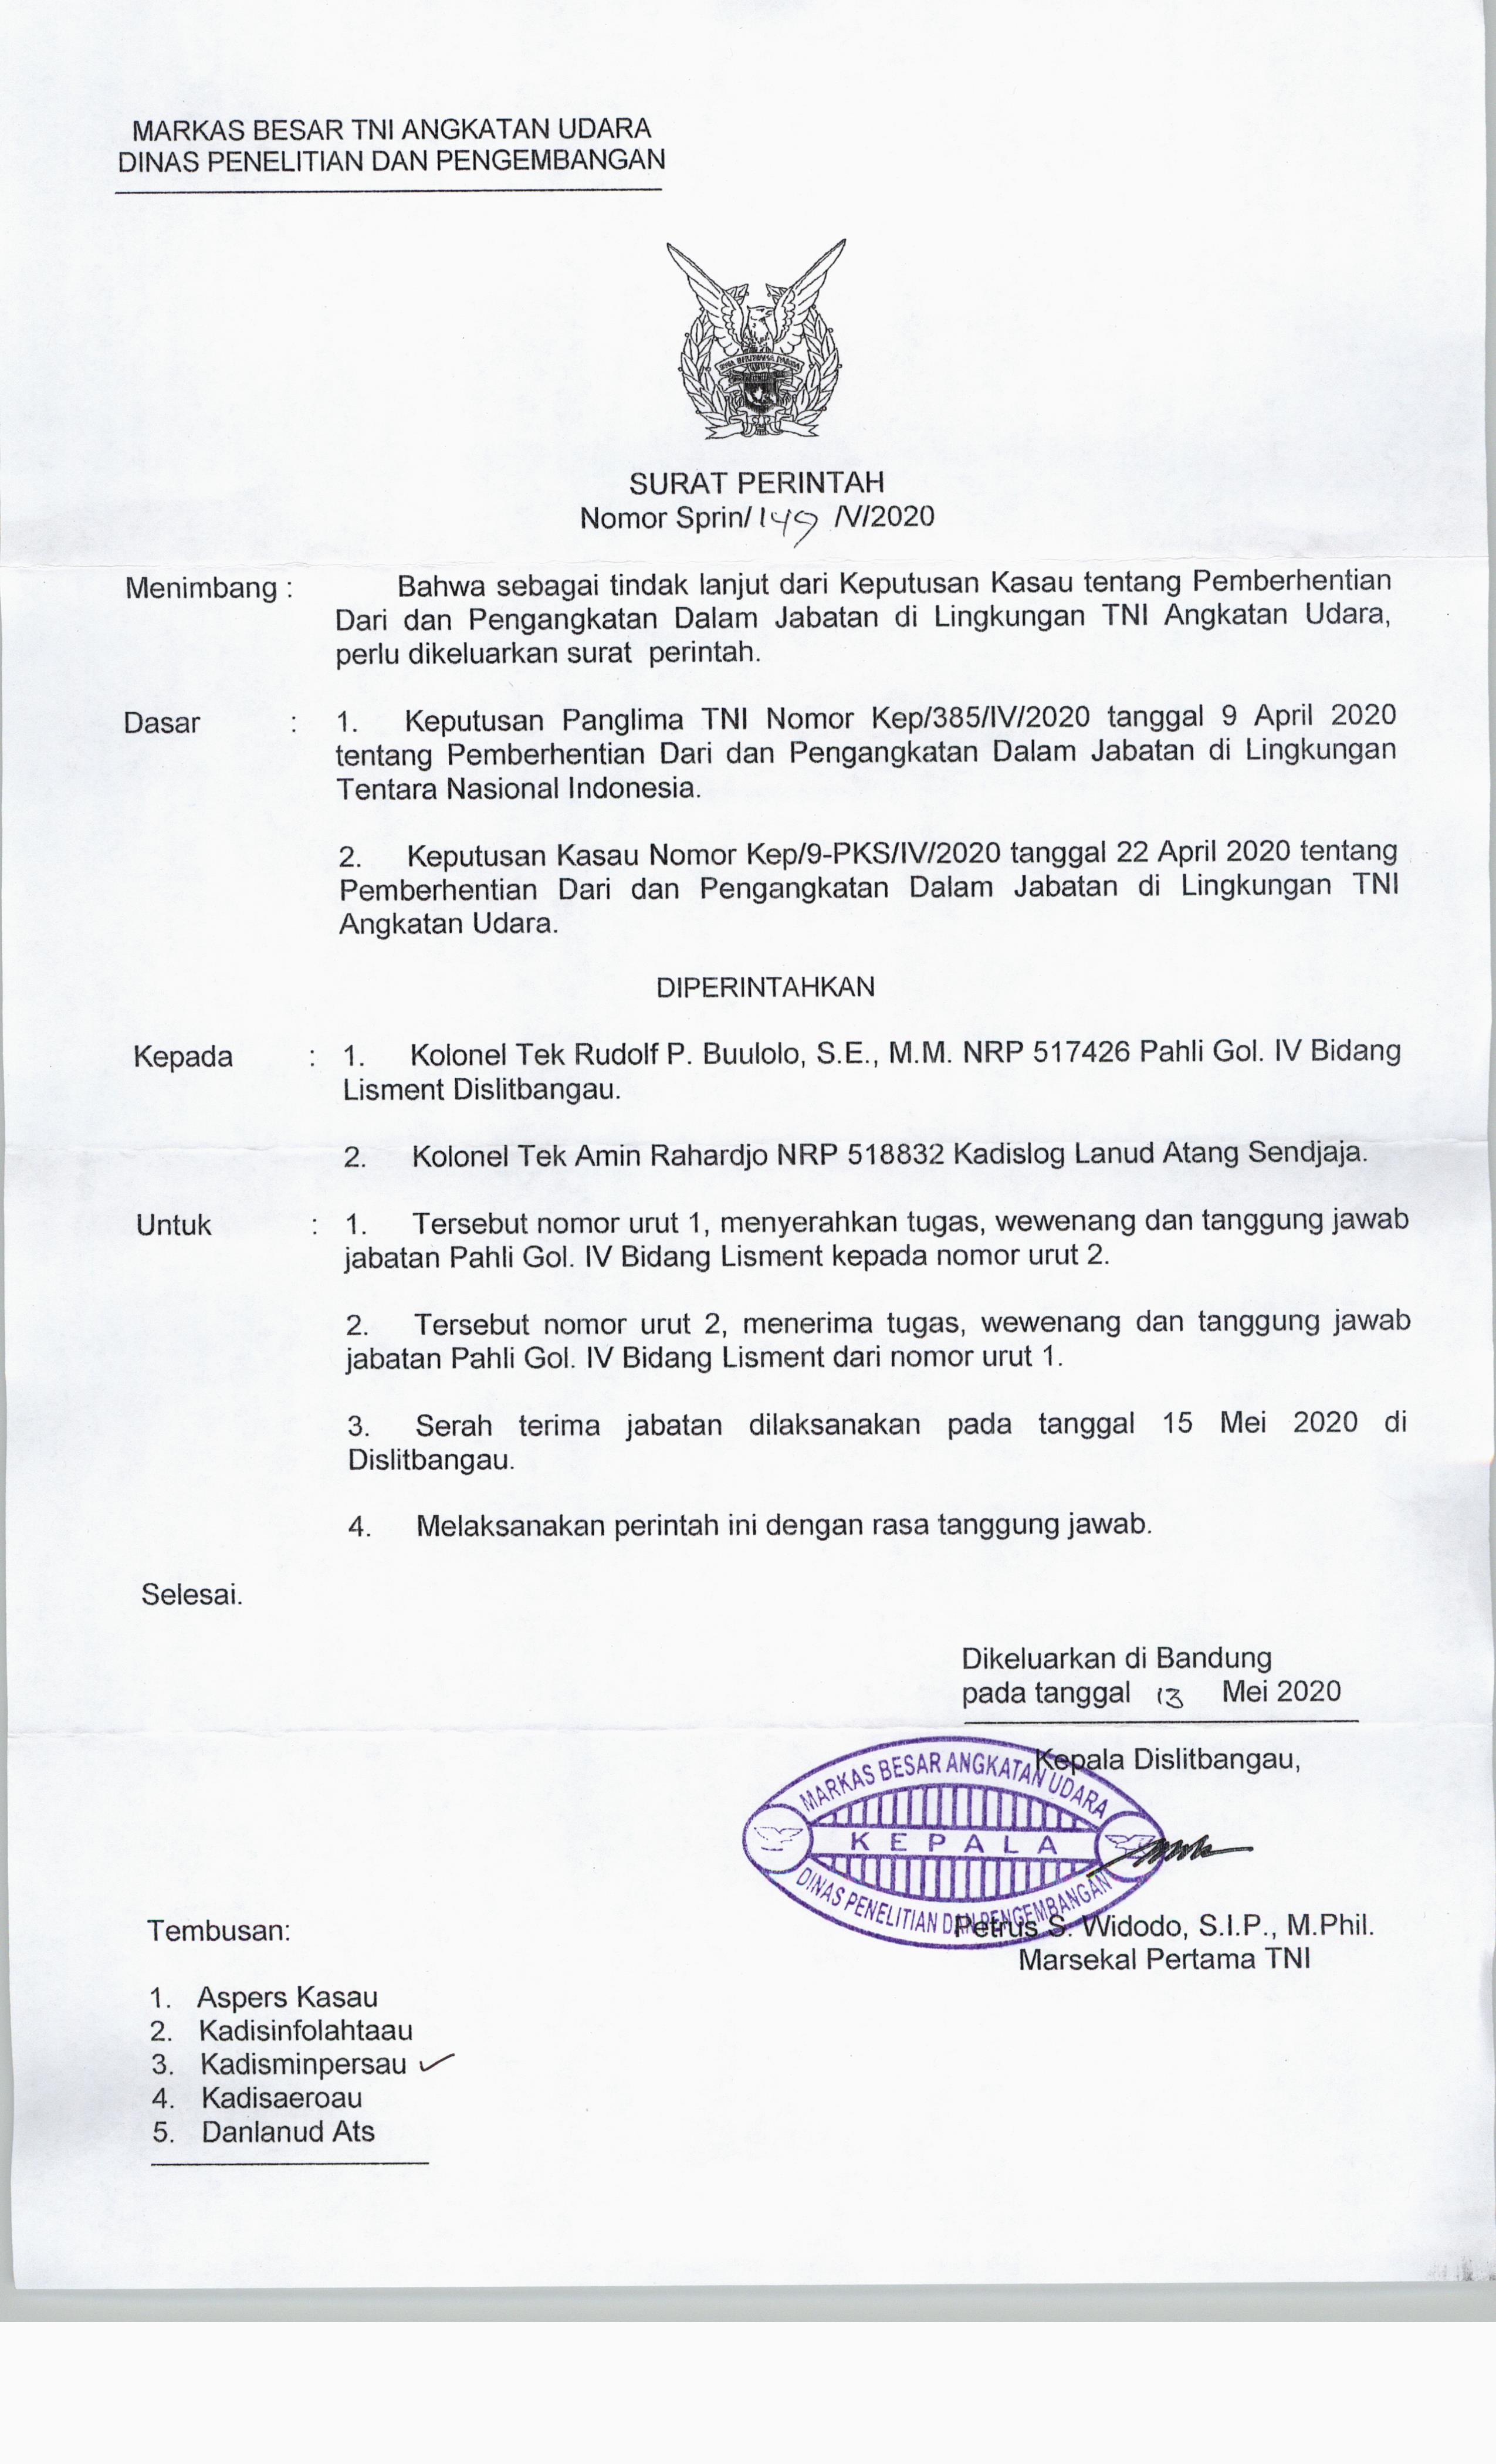 MARKAS BESAR TNI ANGKATAN UDARA
DINAS PENELITIAN DAN PENGEMBANGAN
SURAT PERINTAH
Nomor Sprin/ 149 /V/2020
Menimbang : Bahwa sebagai tindak lanjut dari Keputusan Kasau tentang Pemberhentian
Dari dan Pengangkatan Dalam Jabatan di Lingkungan TNI Angkatan Udara,
perlu dikeluarkan surat perintah.
Dasar : 1. Keputusan Panglima TNI Nomor Kep/385/IV/2020 tanggal 9 April 2020
tentang Pemberhentian Dari dan Pengangkatan Dalam Jabatan di Lingkungan
Tentara Nasional Indonesia.
2. Keputusan Kasau Nomor Kep/9-PKS/IV/2020 tanggal 22 April 2020 tentang
Pemberhentian Dari dan Pengangkatan Dalam Jabatan di Lingkungan TNI
Angkatan Udara.
DIPERINTAHKAN
Kepada : 1. Kolonel Tek Rudolf P. Buulolo, S.E., M.M. NRP 517426 Pahli Gol. IV Bidang
Lisment Dislitbangau.
2. Kolonel Tek Amin Rahardjo NRP 518832 Kadislog Lanud Atang Sendjaja.
Untuk : 1. Tersebut nomor urut 1, menyerahkan tugas, wewenang dan tanggung jawab
jabatan Pahli Gol. IV Bidang Lisment kepada nomor urut 2.
2. Tersebut nomor urut 2, menerima tugas, wewenang dan tanggung jawab
jabatan Pahli Gol. IV Bidang Lisment dari nomor urut 1.
3. Serah terima jabatan dilaksanakan pada tanggal 15 Mei 2020 di
Dislitbangau.
4. Melaksanakan perintah ini dengan rasa tanggung jawab.
Selesai.
Dikeluarkan di Bandung
pada tanggal 13 Mei 2020
Kepala Dislitbangau,
MARKAS BESAR ANGKATAN UDARA
KEPALA
DINAS PENELITIAN DAN PENGEMBANGAN
Petrus S. Widodo, S.I.P., M.Phil.
Marsekal Pertama TNI
Tembusan:
1. Aspers Kasau
2. Kadisinfolahtaau
3. Kadisminpersau
4. Kadisaeroau
5. Danlanud Ats